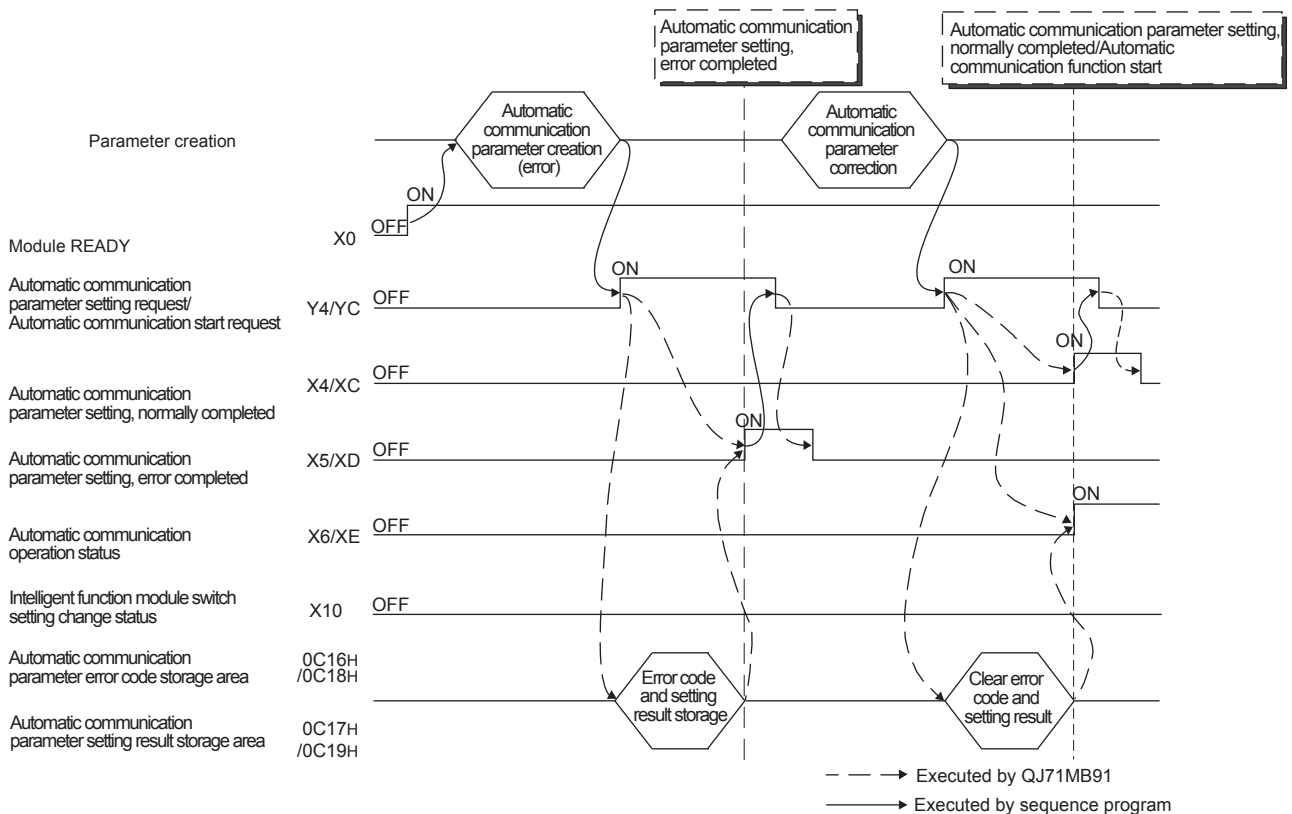 Automatic communication
parameter setting,
error completed
Automatic communication parameter setting,
normally completed/Automatic
communication function start
Parameter creation
Automatic
communication
parameter creation
(error)
Automatic
communication
parameter
correction
Module READY
X0
OFF
ON
Automatic communication
parameter setting request/
Automatic communication start request
Y4/YC
OFF
ON
ON
Automatic communication
parameter setting, normally completed
X4/XC
OFF
ON
Automatic communication
parameter setting, error completed
X5/XD
OFF
ON
Automatic communication
operation status
X6/XE
OFF
ON
Intelligent function module switch
setting change status
X10
OFF
Automatic communication
parameter error code storage area
0C16H
/0C18H
Error code
and setting
result storage
Clear error
code and
setting result
Automatic communication
parameter setting result storage area
0C17H
/0C19H
Executed by QJ71MB91
Executed by sequence program